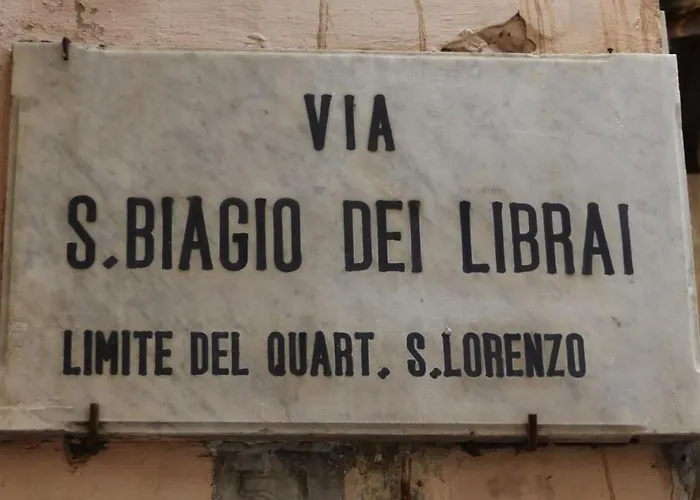 VIA
S.BIAGIO DEI LIBRAI
LIMITE DEL QUART. S.LORENZO